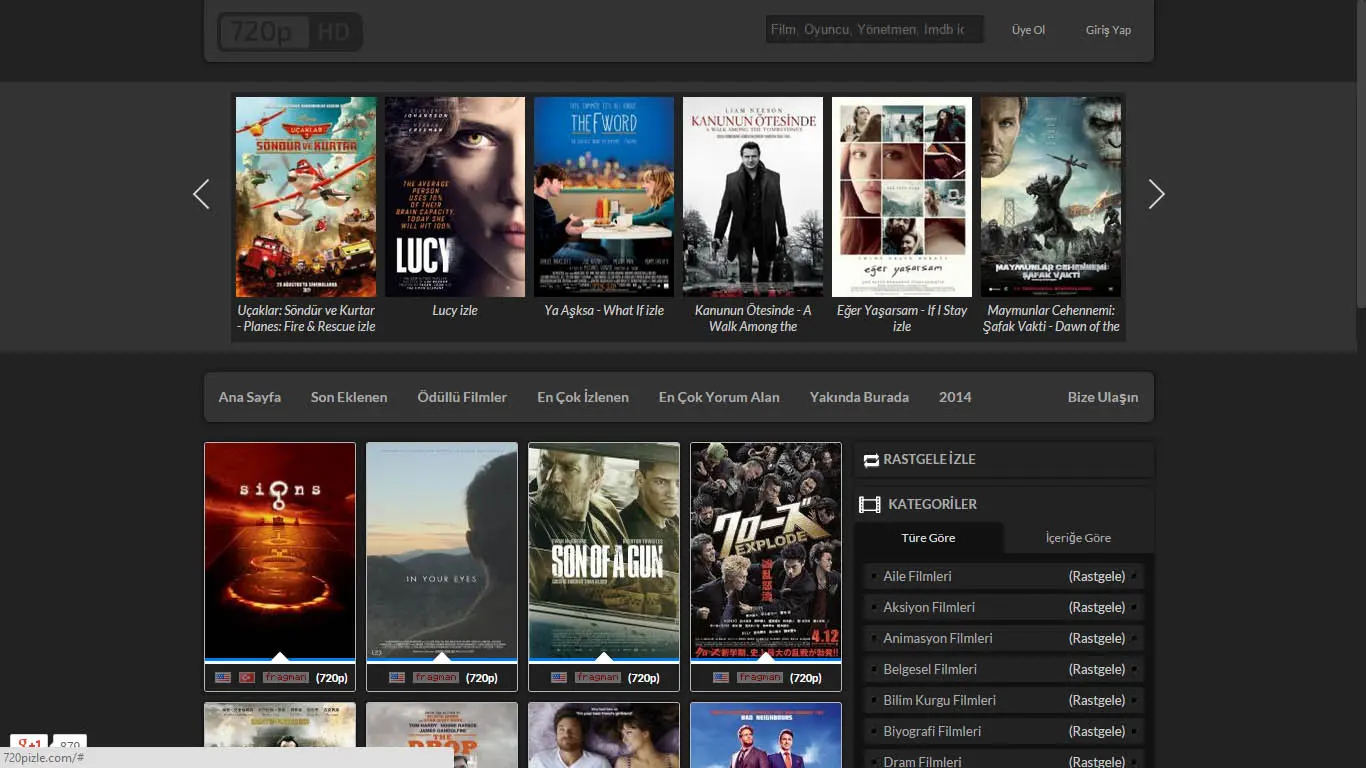 720p HD
Film, Oyuncu, Yönetmen, Imdb ic
Üye Ol
Giriş Yap
UÇAKLAR
SÖNDÜR VE KURTAR
JOHANSSON
FREEMAN
THE AVERAGE
PERSON
USES 10%
OF THEIR
BRAIN CAPACITY.
TODAY SHE
WILL HIT 100%
LUCY
THE F WORD
LIAM NEESON
KANUNUN ÖTESİNDE
A WALK AMONG THE TOMBSTONES
eğer yaşarsam
MAYMUNLAR CEHENNEMİ
ŞAFAK VAKTİ
Uçaklar: Söndür ve Kurtar
- Planes: Fire & Rescue izle
Lucy izle
Ya Aşksa - What If izle
Kanunun Ötesinde - A
Walk Among the
Eğer Yaşarsam - If I Stay
izle
Maymunlar Cehennemi:
Şafak Vakti - Dawn of the
Ana Sayfa
Son Eklenen
Ödüllü Filmler
En Çok İzlenen
En Çok Yorum Alan
Yakında Burada
2014
Bize Ulaşın
signs
IN YOUR EYES
SON OF A GUN
クローズ
EXPLODE
4.12
fragman (720p)
fragman (720p)
fragman (720p)
fragman (720p)
TOM HARDY NOOMI RAPACE
JAMES GANDOLFINI
THE DROP
BAD NEIGHBOURS
RASTGELE İZLE
KATEGORİLER
Türe Göre
İçeriğe Göre
Aile Filmleri (Rastgele)
Aksiyon Filmleri (Rastgele)
Animasyon Filmleri (Rastgele)
Belgesel Filmleri (Rastgele)
Bilim Kurgu Filmleri (Rastgele)
Biyografi Filmleri (Rastgele)
Dram Filmleri (Rastgele)
g+1 879
720pizle.com/#